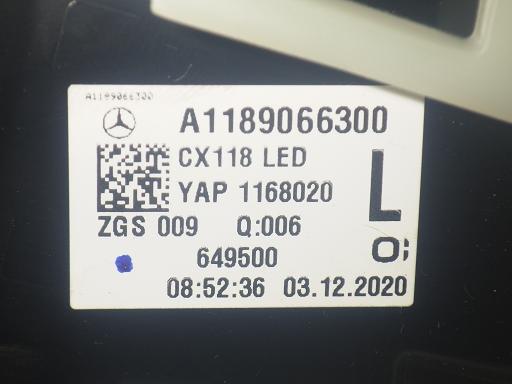 A1189066300
A1189066300
CX118 LED
YAP 1168020
L
ZGS 009 Q:006
O;
649500
08:52:36 03.12.2020